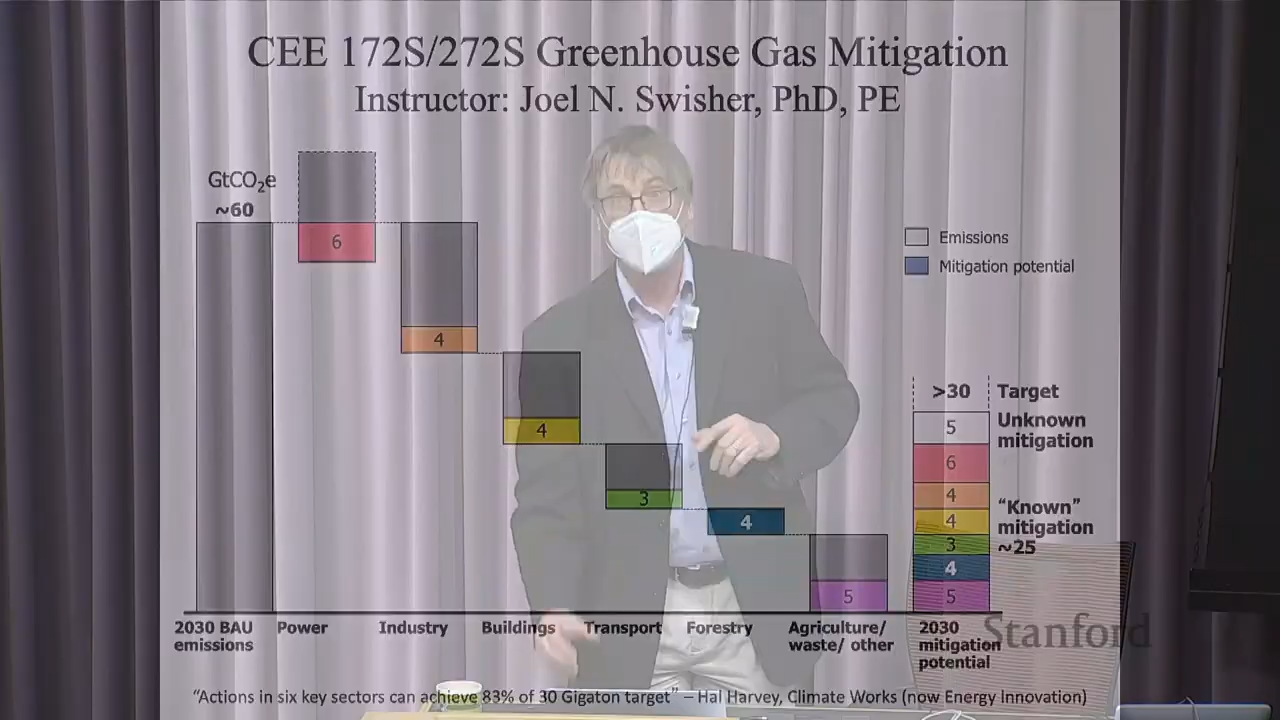 CEE 172S/272S Greenhouse Gas Mitigation
Instructor: Joel N. Swisher, PhD, PE
GtCO₂e
~60
6
4
4
3
4
5
Emissions
Mitigation potential
>30 Target
5 Unknown mitigation
6
4
4
3
4
5
“Known” mitigation ~25
2030 BAU emissions
Power
Industry
Buildings
Transport
Forestry
Agriculture/ waste/ other
2030 mitigation potential
Stanford
“Actions in six key sectors can achieve 83% of 30 Gigaton target” – Hal Harvey, Climate Works (now Energy Innovation)